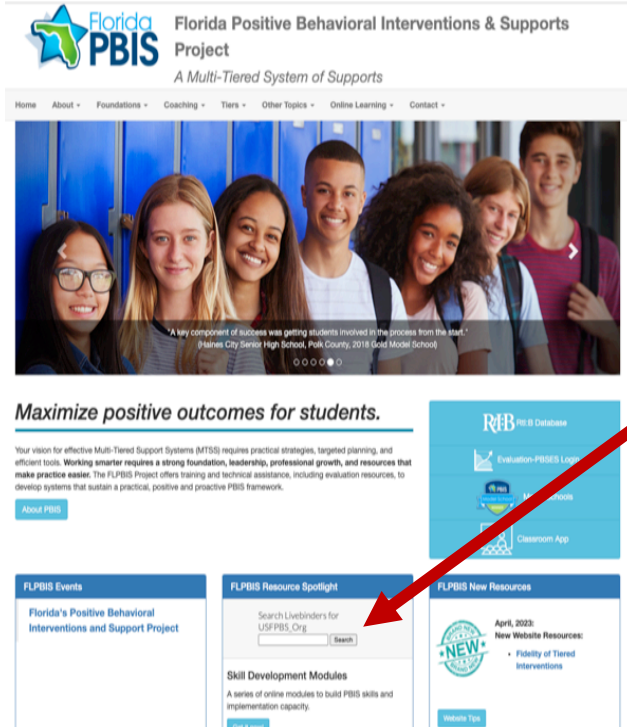 Florida
PBIS
Florida Positive Behavioral Interventions & Supports
Project
A Multi-Tiered System of Supports
Home About Foundations Coaching Tiers Other Topics Online Learning Contact
"A key component of success was getting students involved in the process from the start."
(Haines City Senior High School, Polk County, 2018 Gold Model School)
Maximize positive outcomes for students.
Your vision for effective Multi-Tiered Support Systems (MTSS) requires practical strategies, targeted planning, and
efficient tools. Working smarter requires a strong foundation, leadership, professional growth, and resources that
make practice easier. The FLPBIS Project offers training and technical assistance, including evaluation resources, to
develop systems that sustain a practical, positive and proactive PBIS framework.
About PBIS
RtI:B RtI:B Database
Evaluation-PBSES Login
Schools
Classroom App
FLPBIS Events
Florida's Positive Behavioral
Interventions and Support Project
FLPBIS Resource Spotlight
Search Livebinders for
USFPBS_Org
Search
Skill Development Modules
A series of online modules to build PBIS skills and
implementation capacity.
FLPBIS New Resources
NEW
April, 2023:
New Website Resources:
Fidelity of Tiered
Interventions
Website Tips